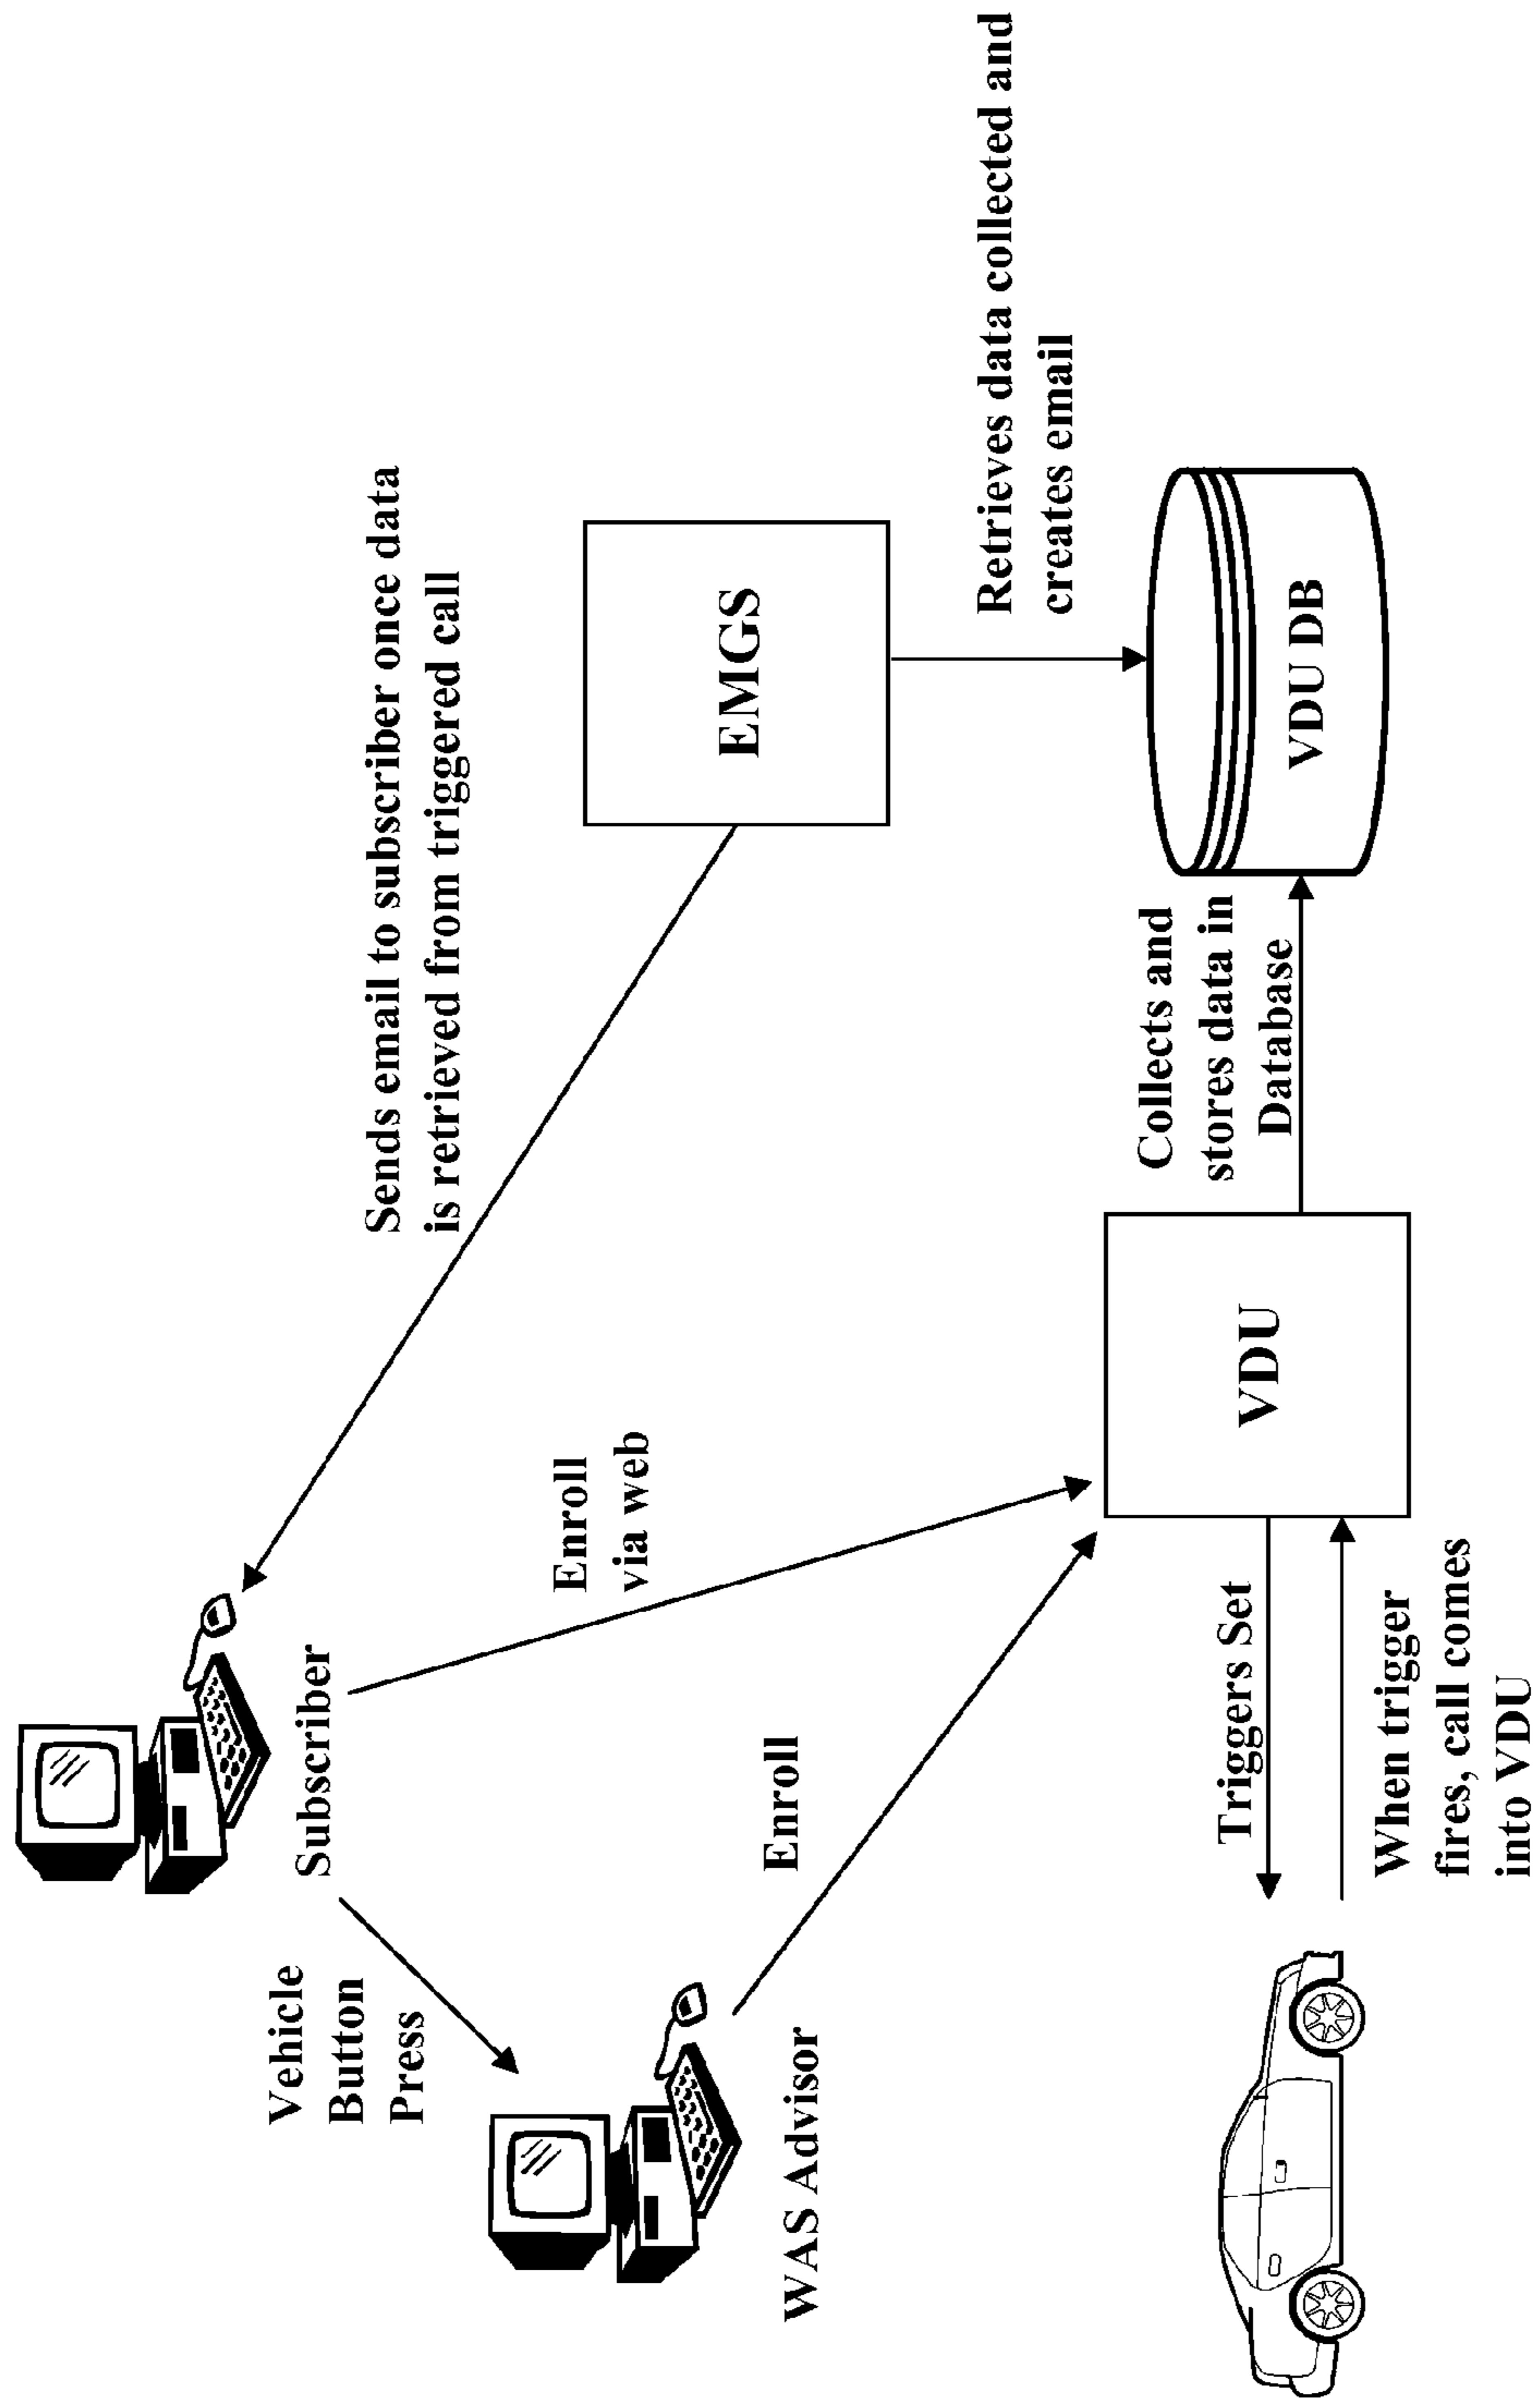 Sends email to subscriber once data
is retrieved from triggered call
Subscriber
Vehicle
Button
Press
Enroll
via web
EMGS
WAS Advisor
Enroll
Retrieves data collected and
creates email
Triggers Set
VDU
Collects and
stores data in
Database
VDU DB
When trigger
fires, call comes
into VDU